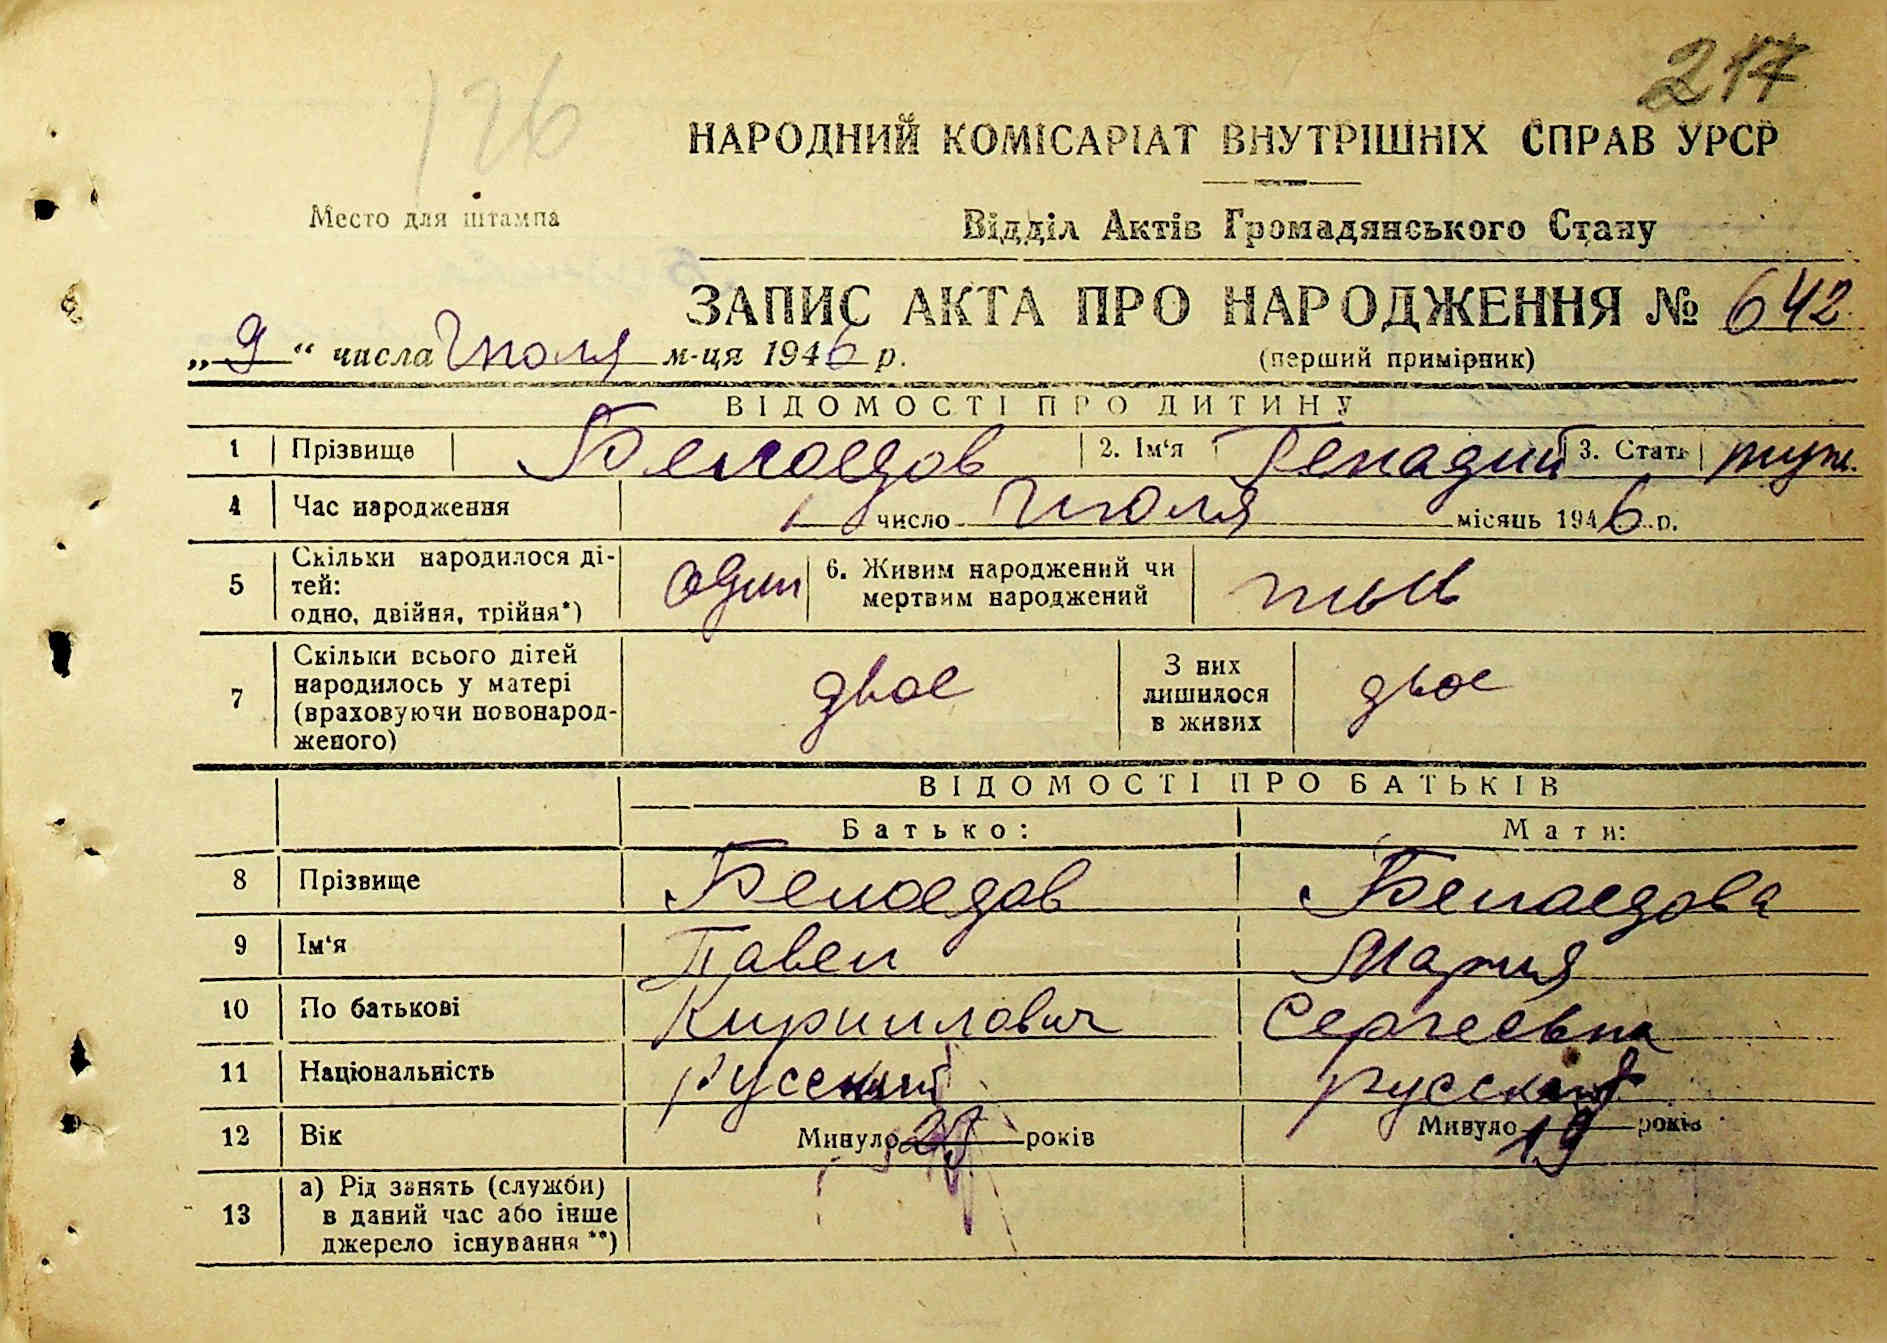 217
126
НАРОДНИЙ КОМІСАРІАТ ВНУТРІШНІХ СПРАВ УРСР
Место для штампа
Відділ Актів Громадянського Стану
ЗАПИС АКТА ПРО НАРОДЖЕННЯ № 642
„9“ числа Июля м-ця 1946 р.
(перший примірник)
ВІДОМОСТІ ПРО ДИТИНУ
1 Прізвище Белоедов 2. Ім‘я Генадий 3. Стать муж.
4 Час народження 1 число Июля місяць 1946 р.
5 Скільки народилося ді-
тей:
одно, двійня, трійня*) один
6. Живим народжений чи
мертвим народжений
7 Скільки всього дітей
народилось у матері
(враховуючи новонарод-
женого) двое
З них
лишилося
в живих двое
ВІДОМОСТІ ПРО БАТЬКІВ
Батько: Мати:
8 Прізвище Белоедов Белоедова
9 Ім‘я Павел Мария
10 По батькові Кириилович Сергеевна
11 Національність русский русская
12 Вік Минуло років Минуло 19 років
13 а) Рід занять (служби)
в даний час або інше
джерело існування **)